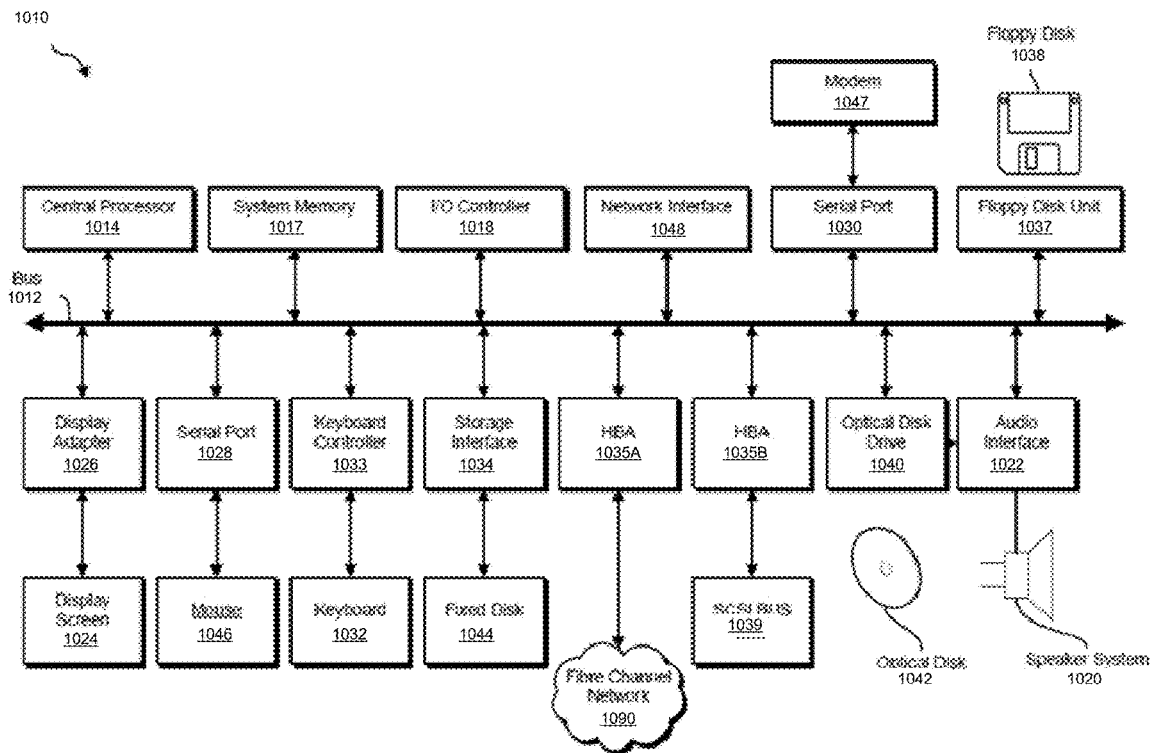 1010
Floppy Disk
1038
Modem
1047
Central Processor
1014
System Memory
1017
I/O Controller
1018
Network Interface
1048
Serial Port
1030
Floppy Disk Unit
1037
Bus
1012
Display
Adapter
1026
Serial Port
1028
Keyboard
Controller
1033
Storage
Interface
1034
HBA
1035A
HBA
1035B
Optical Disk
Drive
1040
Audio
Interface
1022
Display
Screen
1024
Mouse
1046
Keyboard
1032
Fixed Disk
1044
SCSI BUS
1039
Fibre Channel
Network
1090
Optical Disk
1042
Speaker System
1020